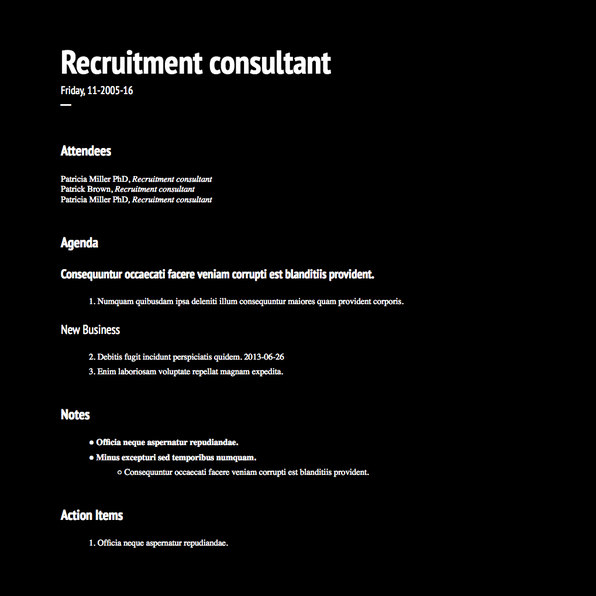 Recruitment consultant
Friday, 11-2005-16
Attendees
Patricia Miller PhD, Recruitment consultant
Patrick Brown, Recruitment consultant
Patricia Miller PhD, Recruitment consultant
Agenda
Consequuntur occaecati facere veniam corrupti est blanditiis provident.
1. Numquam quibusdam ipsa deleniti illum consequuntur maiores quam provident corporis.
New Business
2. Debitis fugit incidunt perspiciatis quidem. 2013-06-26
3. Enim laboriosam voluptate repellat magnam expedita.
Notes
● Officia neque aspernatur repudiandae.
● Minus excepturi sed temporibus numquam.
○ Consequuntur occaecati facere veniam corrupti est blanditiis provident.
Action Items
1. Officia neque aspernatur repudiandae.